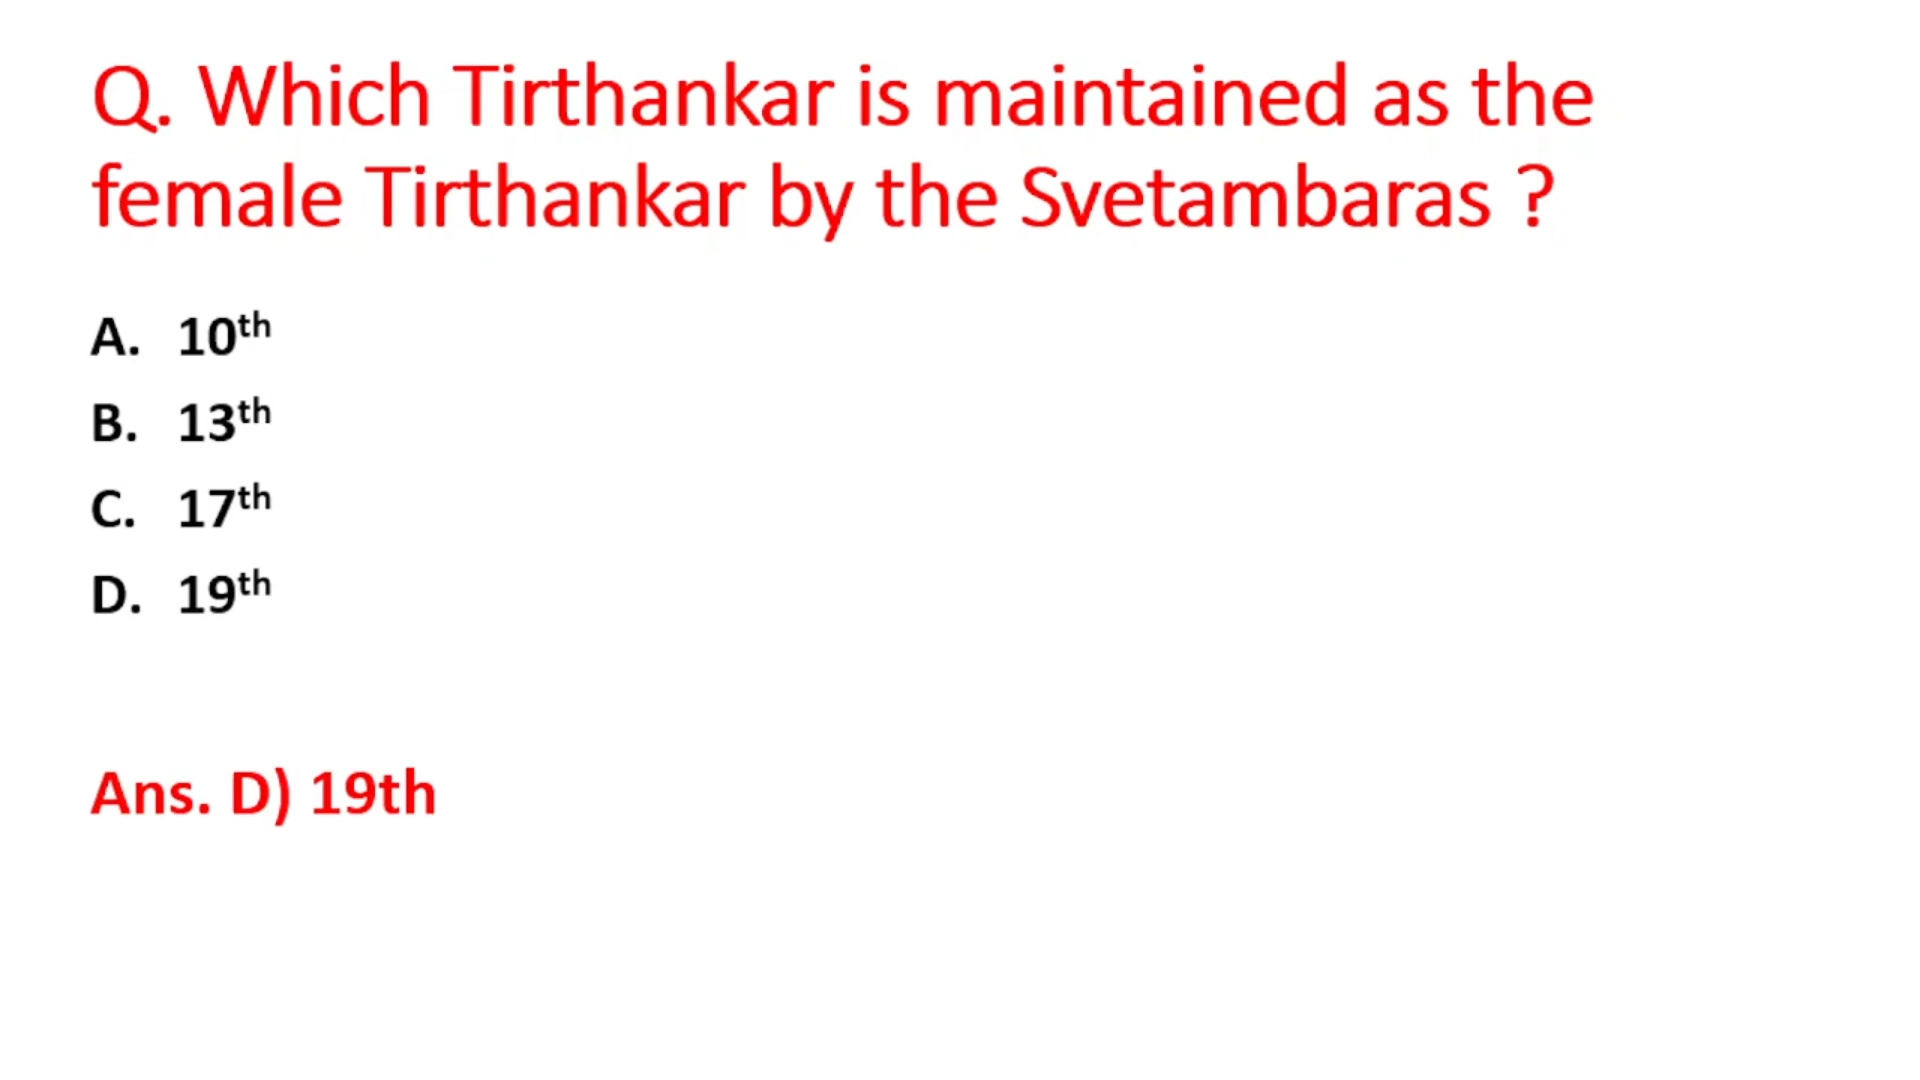 Q. Which Tirthankar is maintained as the
female Tirthankar by the Svetambaras ?
A. 10th
B. 13th
C. 17th
D. 19th
Ans. D) 19th